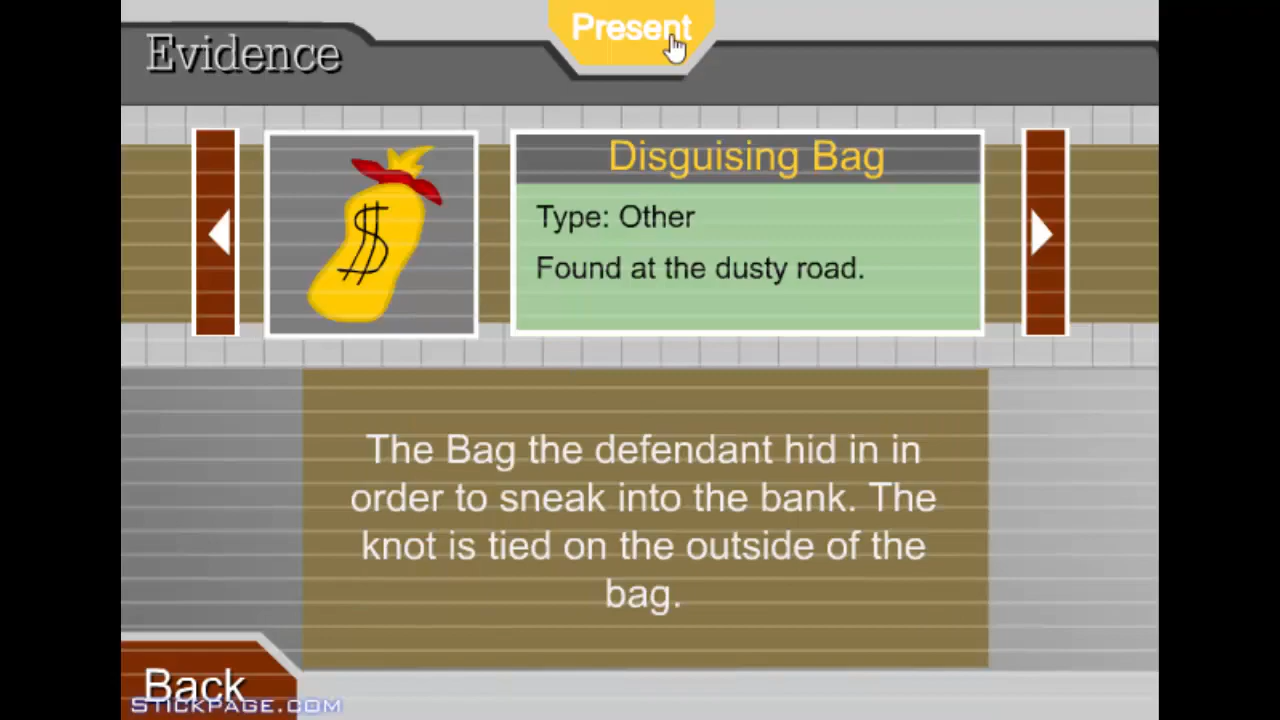 Present
Evidence
Disguising Bag
Type: Other
Found at the dusty road.
$
The Bag the defendant hid in in
order to sneak into the bank. The
knot is tied on the outside of the
bag.
Back
STICKPAGE.COM